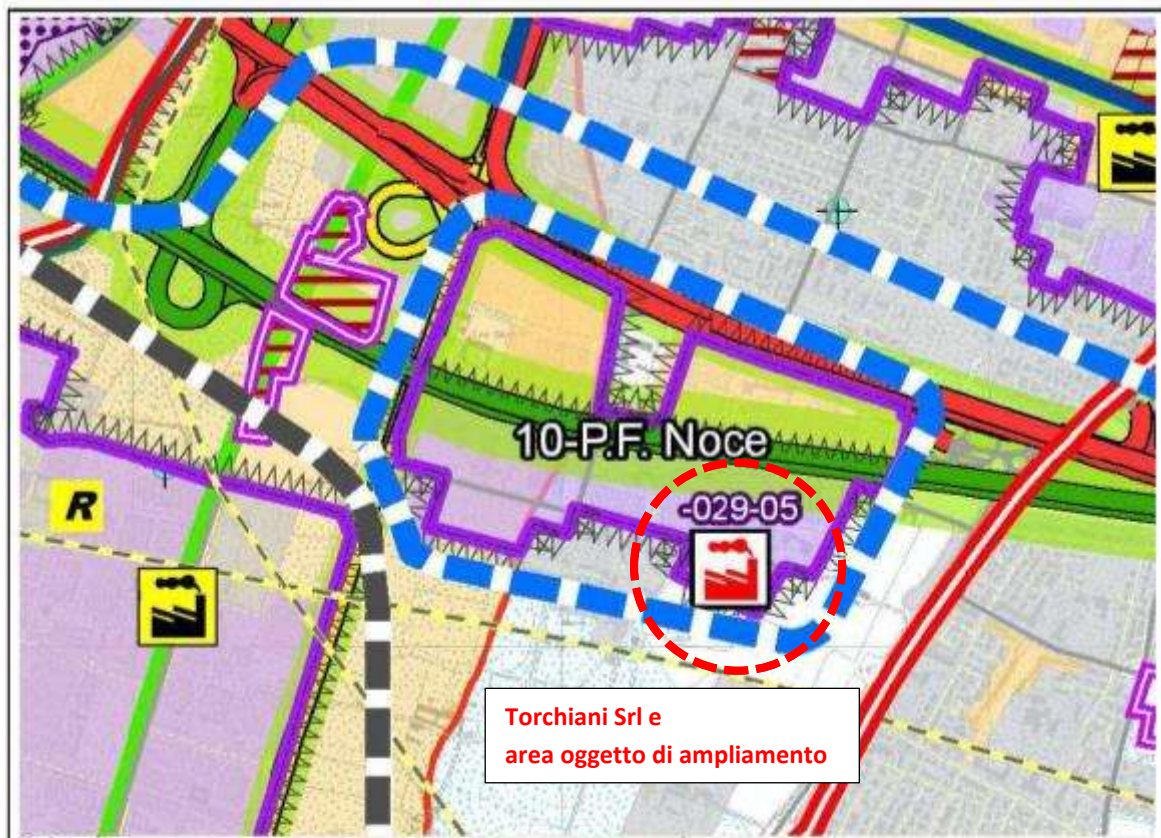 10-P.F. Noce
-029-05
R
Torchiani Srl e
area oggetto di ampliamento